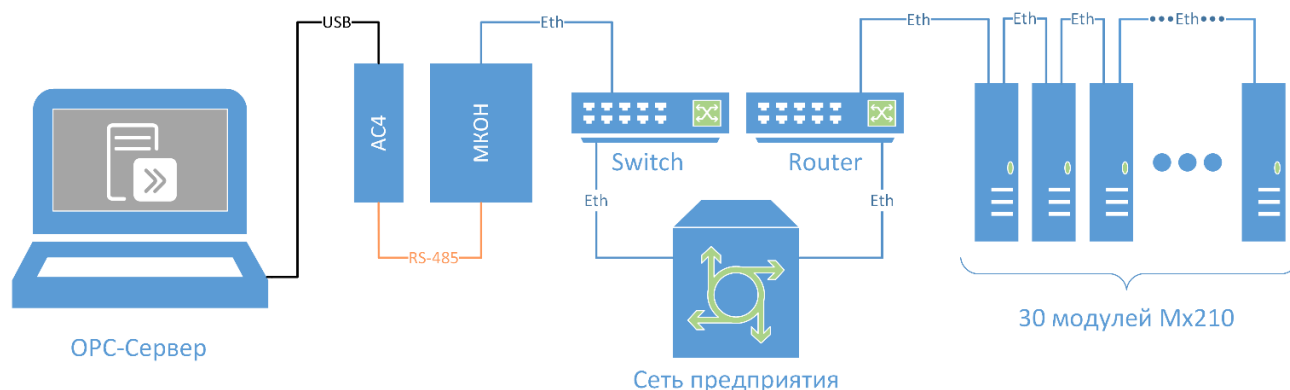 USB
Eth
Eth
Eth
Eth
•••Eth•••
АС4
МКОН
Switch
Router
Eth
Eth
RS-485
30 модулей Мх210
OPC-Сервер
Сеть предприятия